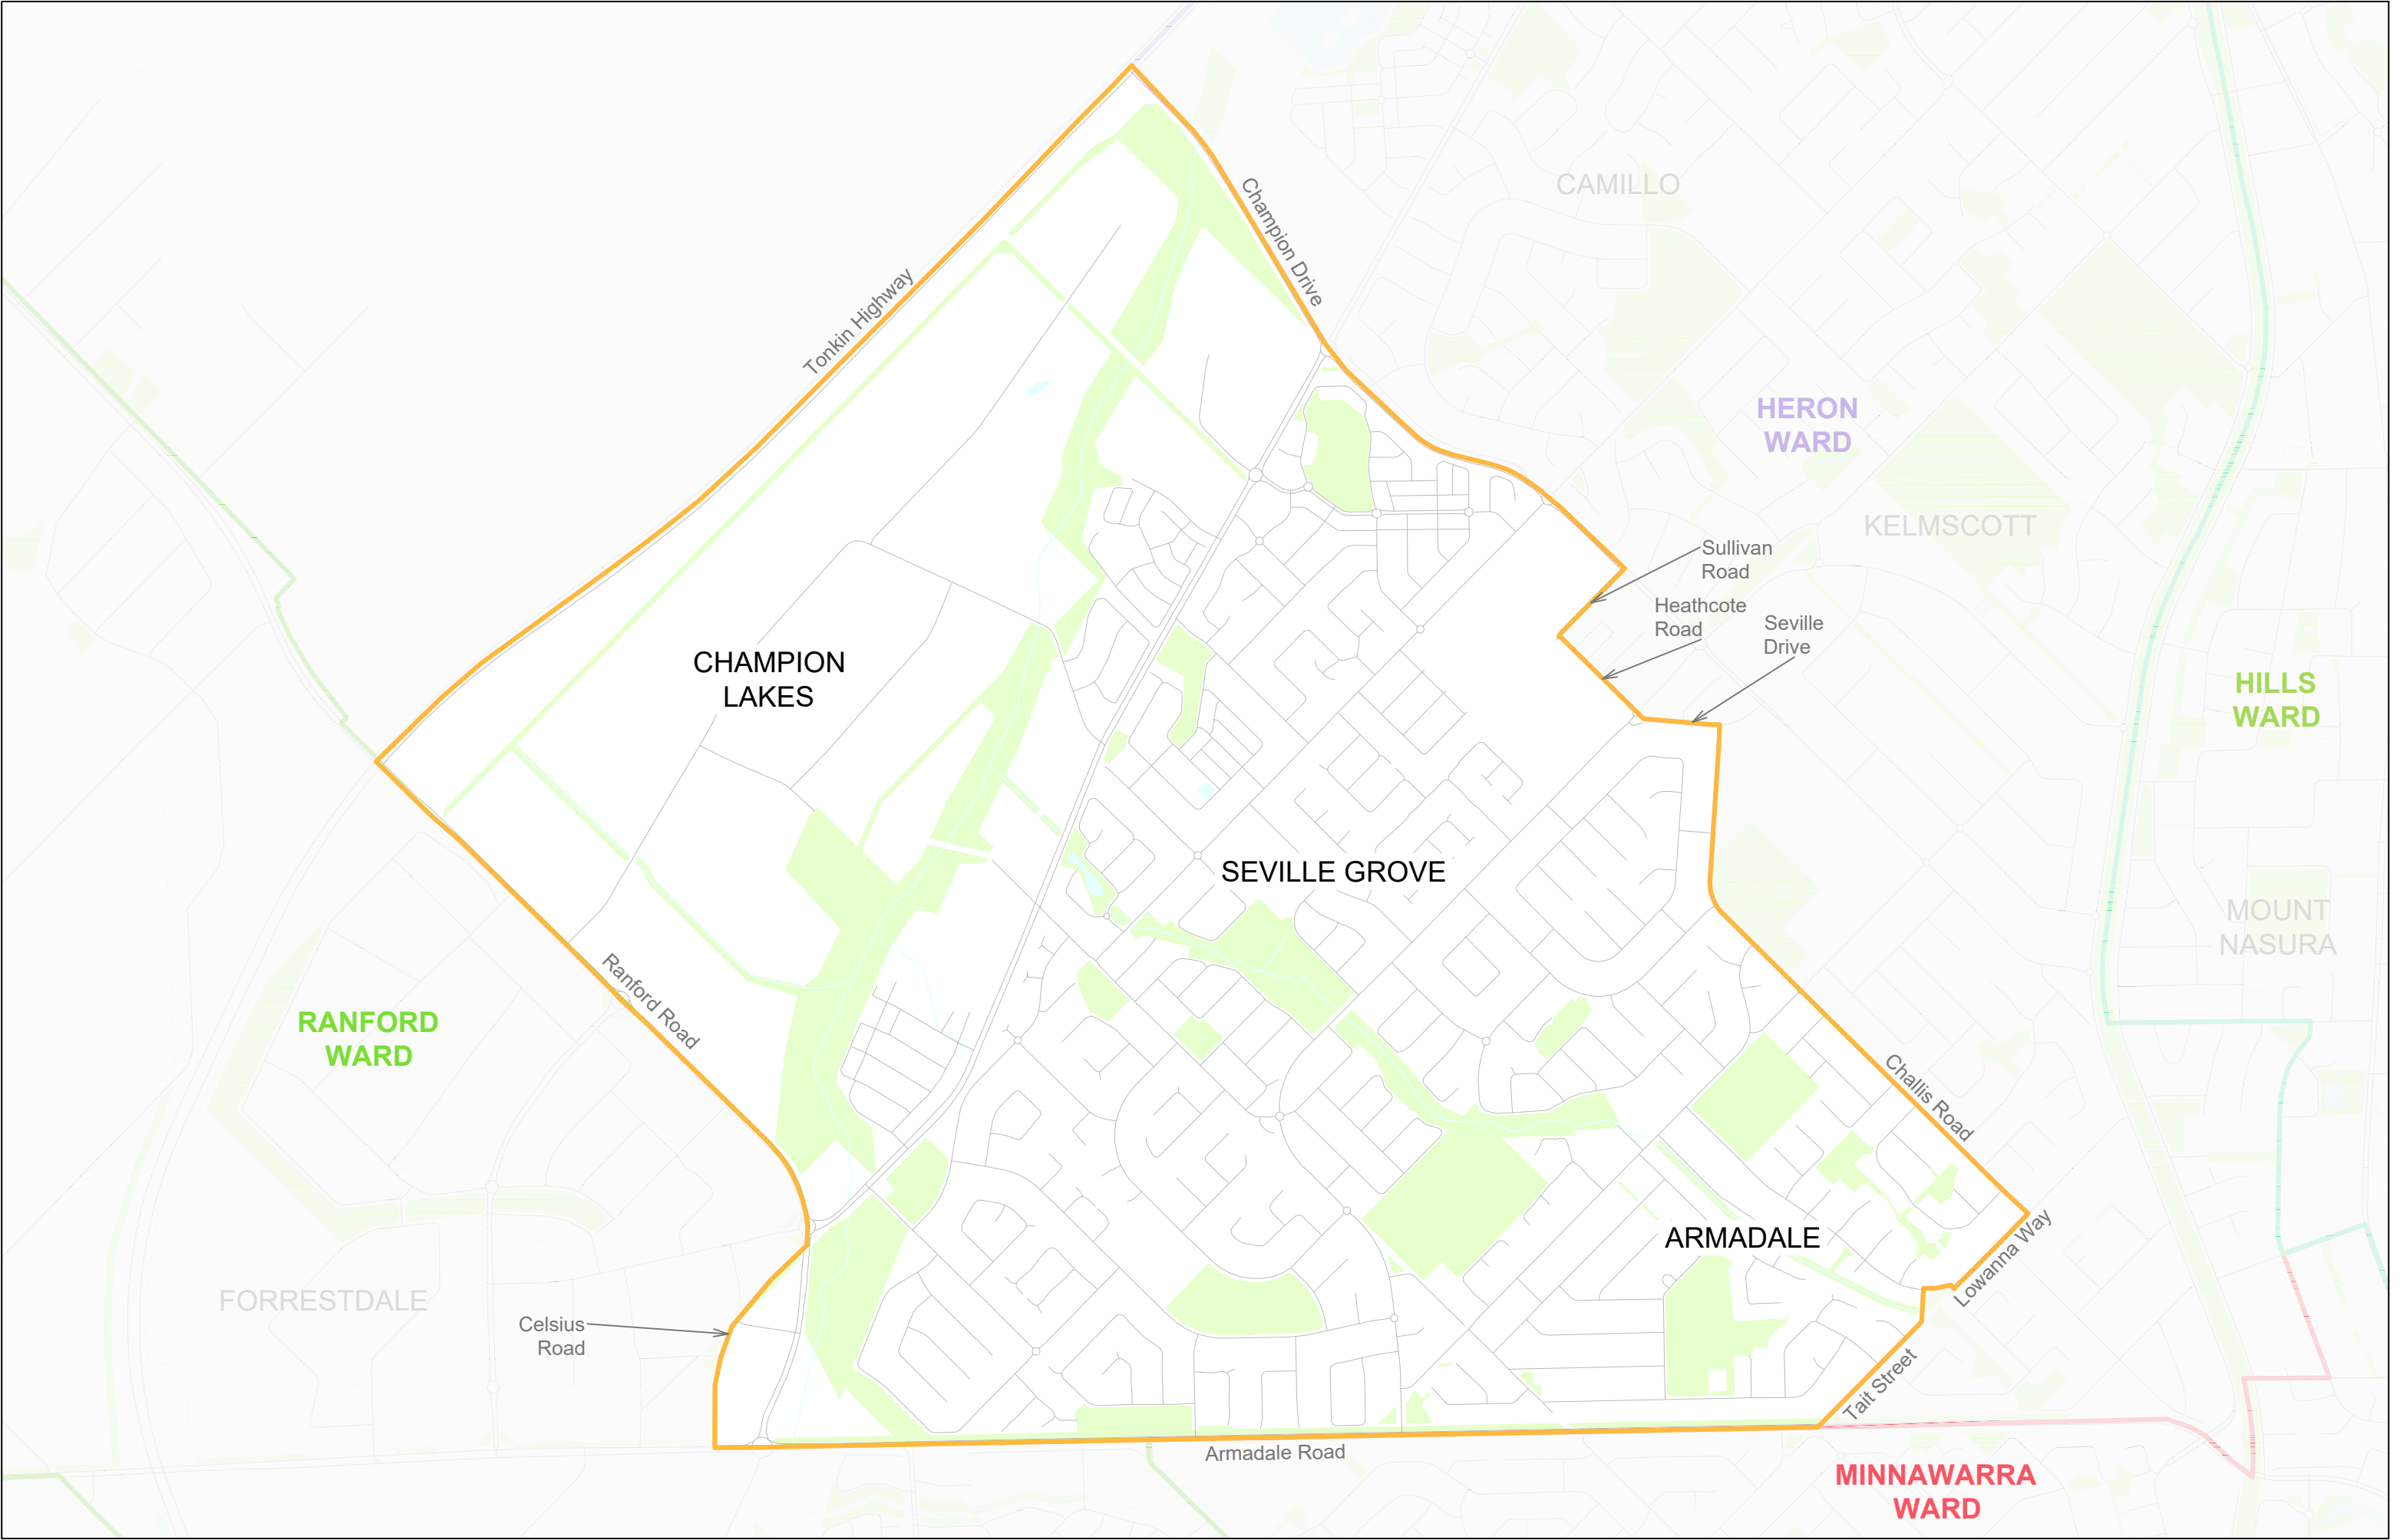 CAMILLO
Champion Drive
Tonkin Highway
HERON
WARD
KELMSCOTT
Sullivan
Road
Heathcote
Road
Seville
Drive
CHAMPION
LAKES
HILLS
WARD
SEVILLE GROVE
MOUNT
NASURA
Ranford Road
RANFORD
WARD
Challis Road
ARMADALE
Lowanna Way
FORRESTDALE
Celsius
Road
Tait Street
Armadale Road
MINNAWARRA
WARD